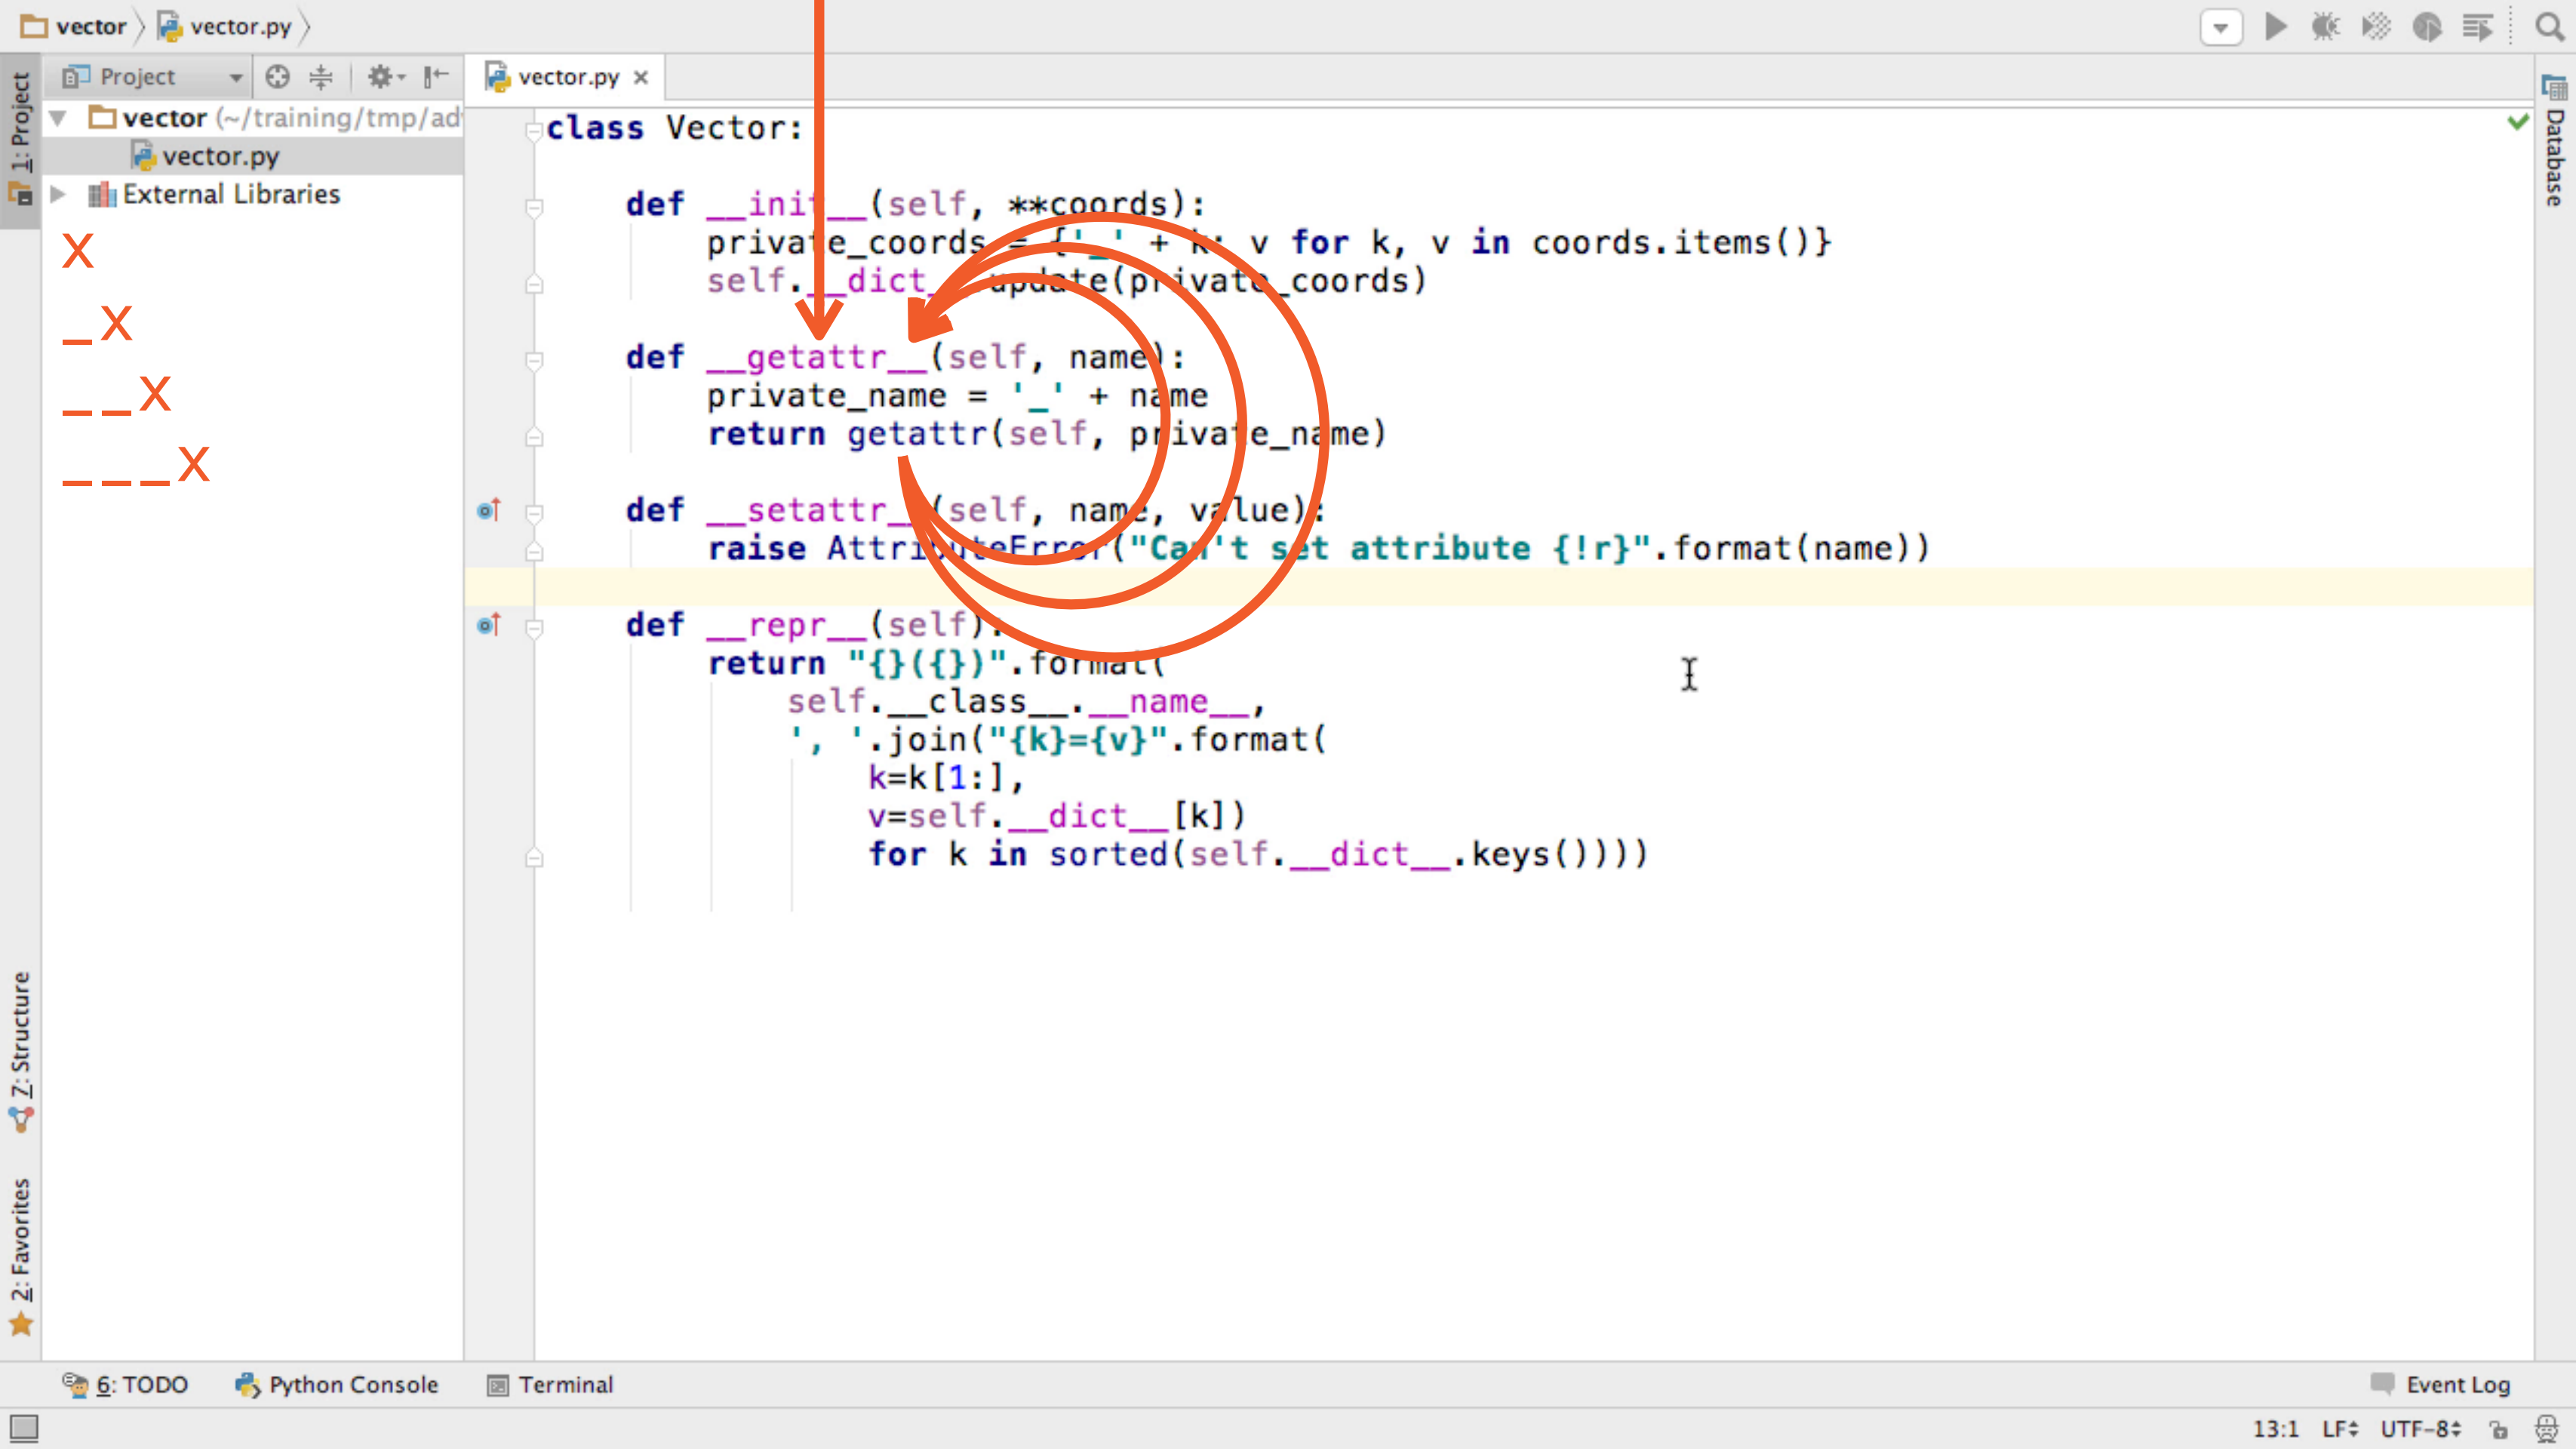 vector vector.py
1: Project
Project
vector (~/training/tmp/ad
vector.py
External Libraries
x
_x
__x
___x
vector.py
class Vector:
    def __init__(self, **coords):
        private_coords = {'_' + k: v for k, v in coords.items()}
        self.__dict__.update(private_coords)
    def __getattr__(self, name):
        private_name = '_' + name
        return getattr(self, private_name)
    def __setattr__(self, name, value):
        raise AttributeError("Can't set attribute {!r}".format(name))
    def __repr__(self):
        return "{}({})".format(
            self.__class__.__name__,
            ', '.join("{k}={v}".format(
                k=k[1:],
                v=self.__dict__[k])
                for k in sorted(self.__dict__.keys())))
Database
7: Structure
2: Favorites
6: TODO Python Console Terminal Event Log
13:1 LF UTF-8